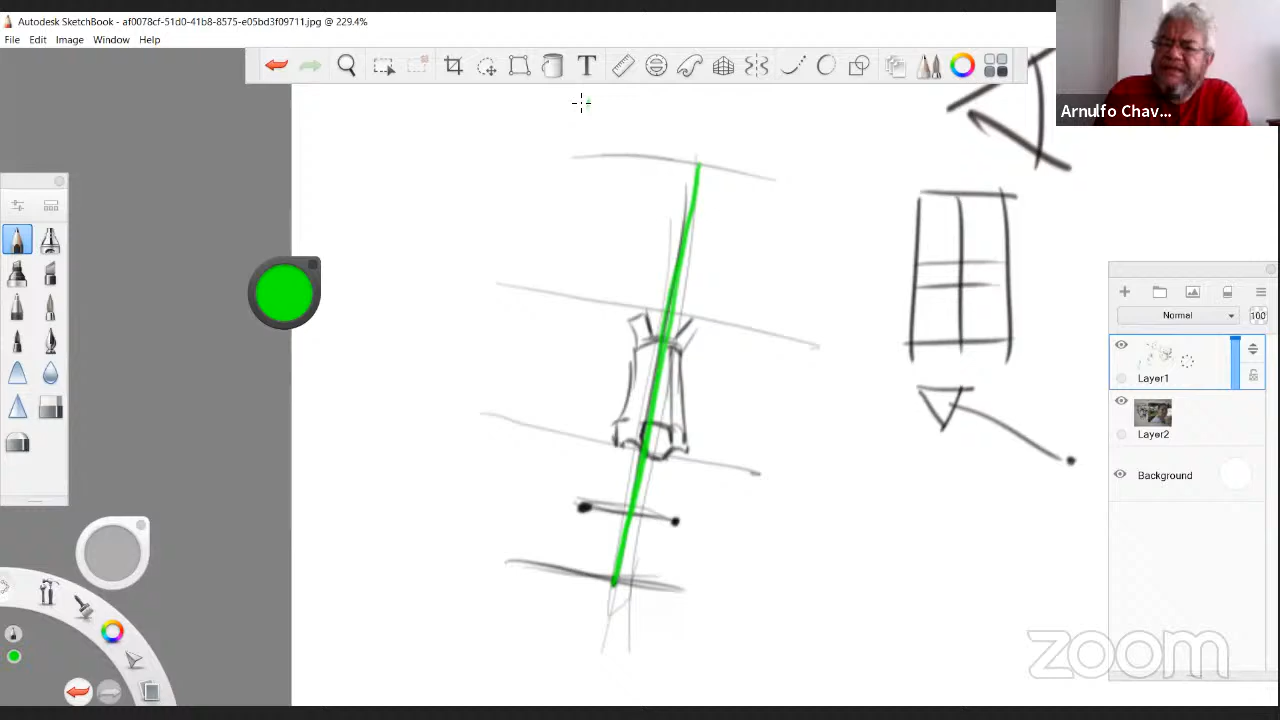 Autodesk SketchBook - af0078cf-51d0-41b8-8575-e05bd3f09711.jpg @ 229.4%
File Edit Image Window Help
T
Arnulfo Chav...
Normal
100
Layer1
Layer2
Background
zoom